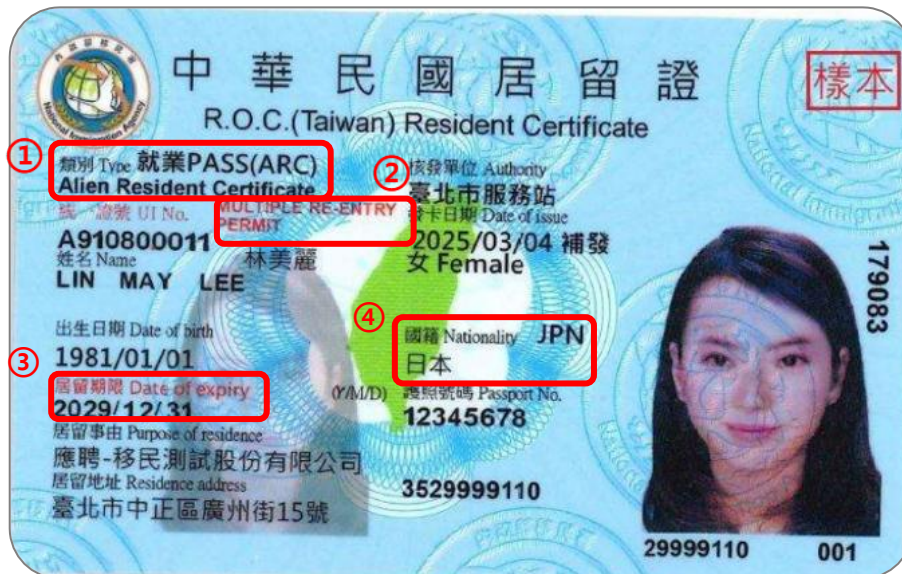 中華民國居留證
樣本
R.O.C.(Taiwan) Resident Certificate
①
類別 Type 就業PASS(ARC)
Alien Resident Certificate
②
核發單位 Authority
臺北市服務站
統一證號 UI No.
MULTIPLE RE-ENTRY PERMIT
發卡日期 Date of issue
A910800011
2025/03/04 補發
姓名 Name
林美麗
女 Female
LIN MAY LEE
179083
出生日期 Date of birth
1981/01/01
④
國籍 Nationality JPN
日本
③
居留期限 Date of expiry
(Y/M/D)
2029/12/31
護照號碼 Passport No.
12345678
居留事由 Purpose of residence
應聘-移民測試股份有限公司
居留地址 Residence address
臺北市中正區廣州街15號
3529999110
29999110
001